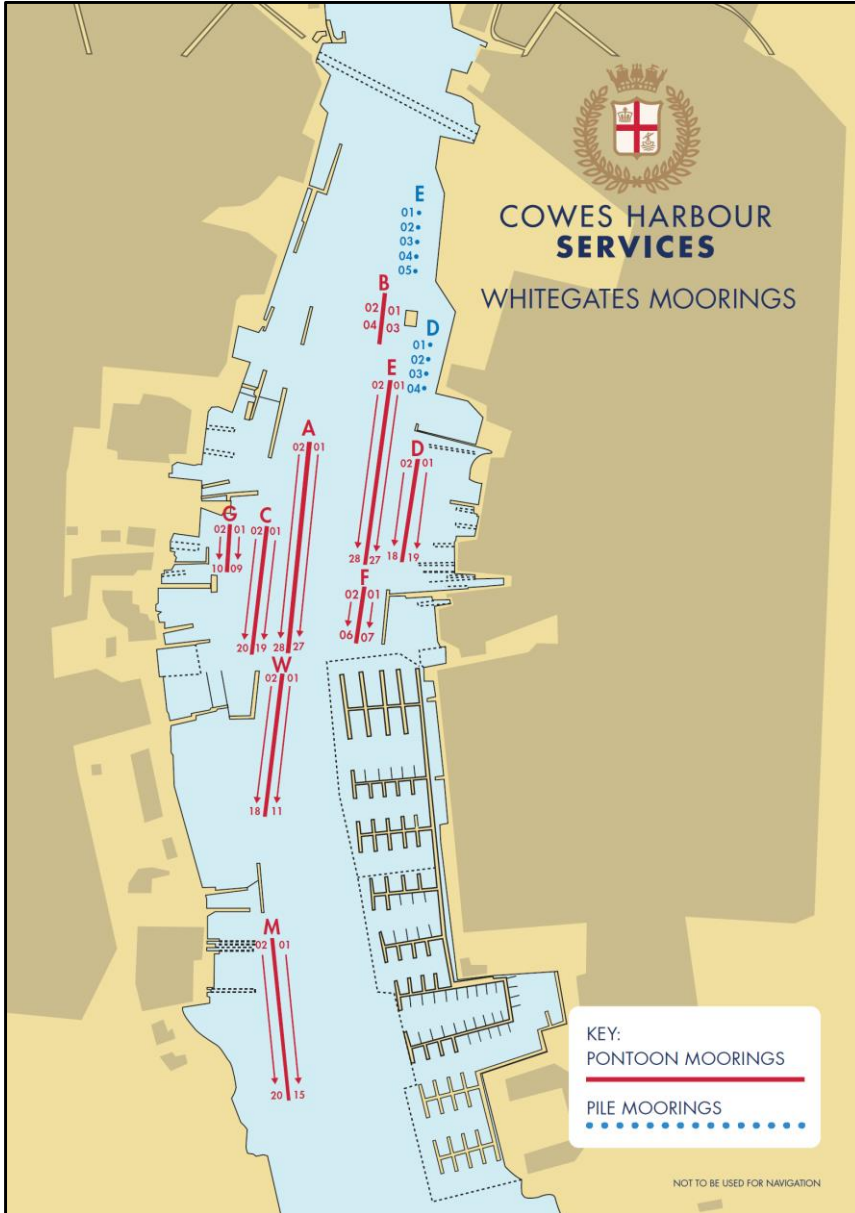 COWES HARBOUR
SERVICES
WHITEGATES MOORINGS
E
01
02
03
04
05
B
02 01
04 03
D
01
02
03
04
E
02 01
28 27
A
02 01
28 27
D
02 01
18 19
G
02 01
10 09
C
02 01
20 19
F
02 01
06 07
W
02 01
18 11
M
02 01
20 15
KEY:
PONTOON MOORINGS
PILE MOORINGS
NOT TO BE USED FOR NAVIGATION